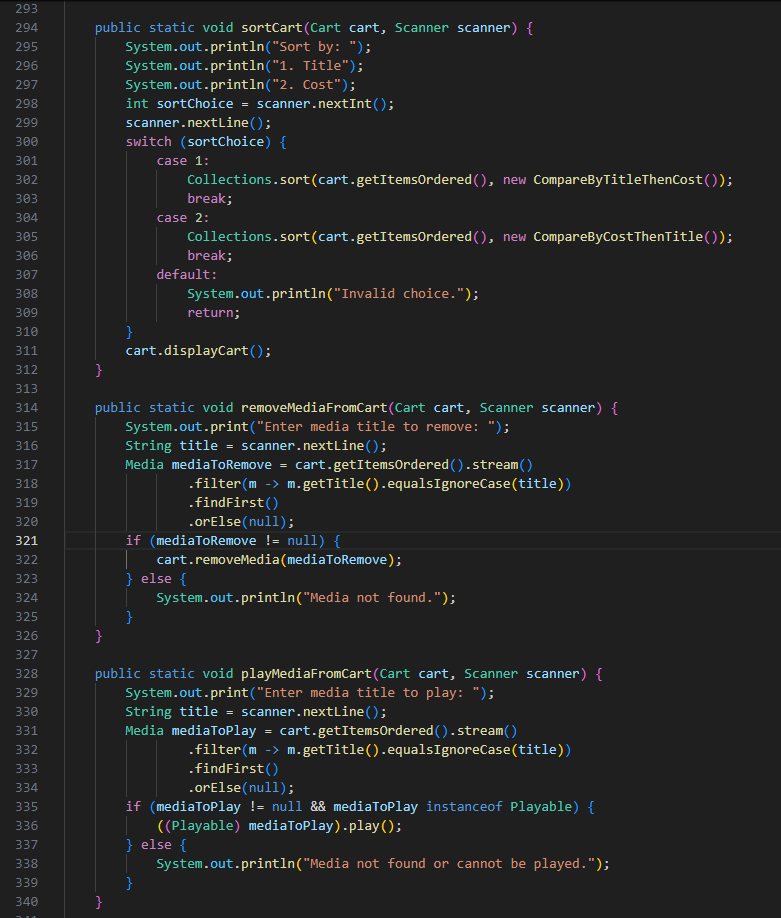 293
294 public static void sortCart(Cart cart, Scanner scanner) {
295 System.out.println("Sort by: ");
296 System.out.println("1. Title");
297 System.out.println("2. Cost");
298 int sortChoice = scanner.nextInt();
299 scanner.nextLine();
300 switch (sortChoice) {
301 case 1:
302 Collections.sort(cart.getItemsOrdered(), new CompareByTitleThenCost());
303 break;
304 case 2:
305 Collections.sort(cart.getItemsOrdered(), new CompareByCostThenTitle());
306 break;
307 default:
308 System.out.println("Invalid choice.");
309 return;
310 }
311 cart.displayCart();
312 }
313
314 public static void removeMediaFromCart(Cart cart, Scanner scanner) {
315 System.out.print("Enter media title to remove: ");
316 String title = scanner.nextLine();
317 Media mediaToRemove = cart.getItemsOrdered().stream()
318 .filter(m -> m.getTitle().equalsIgnoreCase(title))
319 .findFirst()
320 .orElse(null);
321 if (mediaToRemove != null) {
322 cart.removeMedia(mediaToRemove);
323 } else {
324 System.out.println("Media not found.");
325 }
326 }
327
328 public static void playMediaFromCart(Cart cart, Scanner scanner) {
329 System.out.print("Enter media title to play: ");
330 String title = scanner.nextLine();
331 Media mediaToPlay = cart.getItemsOrdered().stream()
332 .filter(m -> m.getTitle().equalsIgnoreCase(title))
333 .findFirst()
334 .orElse(null);
335 if (mediaToPlay != null && mediaToPlay instanceof Playable) {
336 ((Playable) mediaToPlay).play();
337 } else {
338 System.out.println("Media not found or cannot be played.");
339 }
340 }